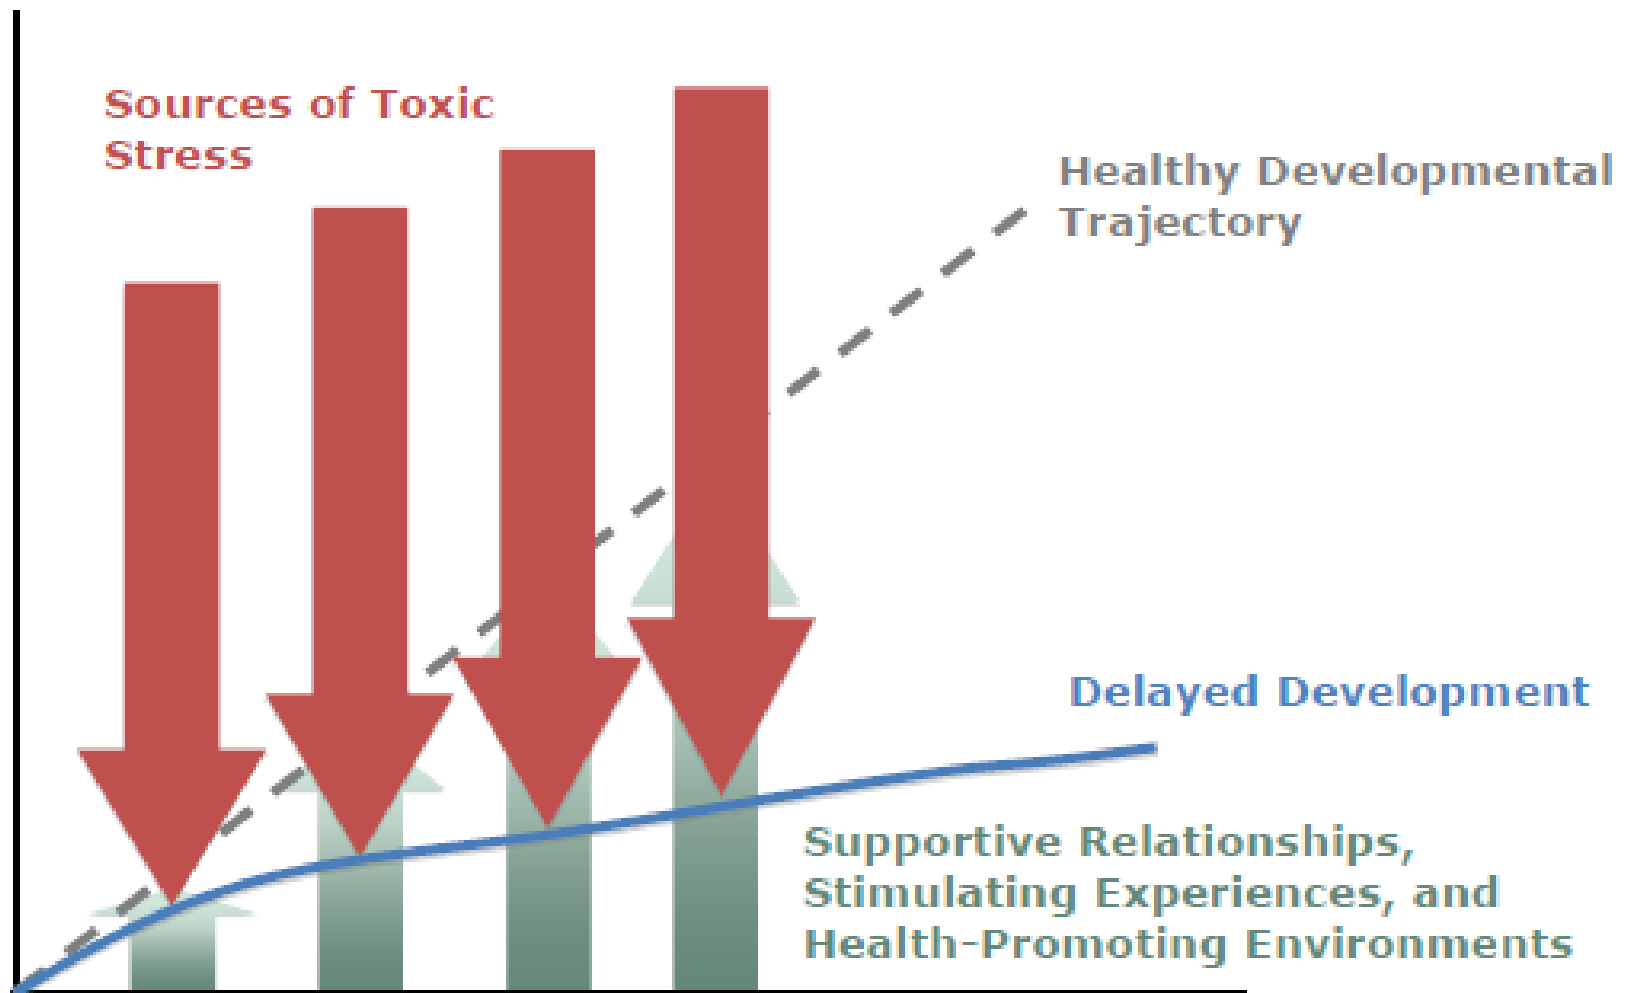 Sources of Toxic
Stress
Healthy Developmental
Trajectory
Delayed Development
Supportive Relationships,
Stimulating Experiences, and
Health-Promoting Environments